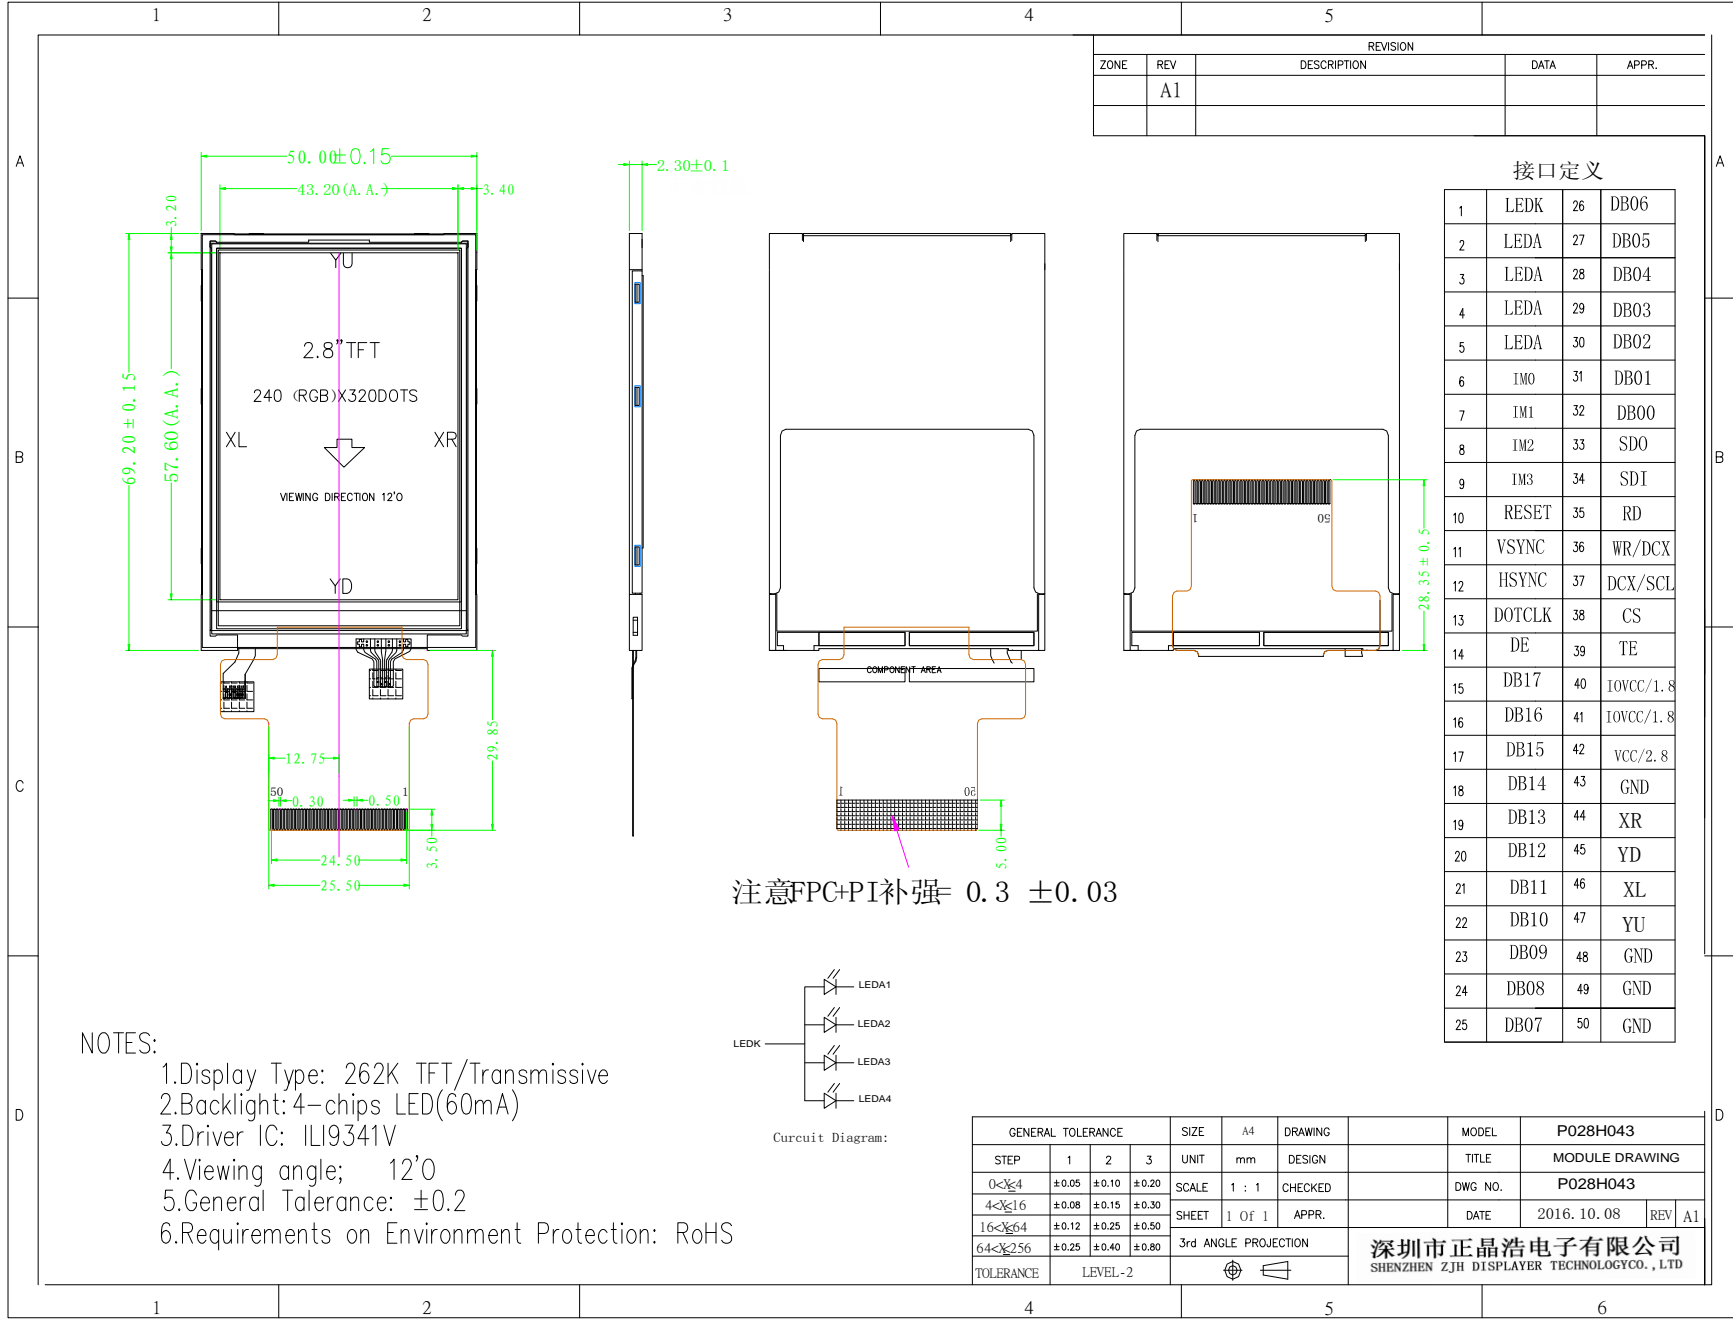 1 2 3 4 5
REVISION
ZONE REV DESCRIPTION DATA APPR.
A1
A A
50.00±0.15
43.20(A.A.) 3.40
3.20
2.30±0.1
69.20±0.15
57.60(A.A.)
YU
2.8"TFT
240 (RGB)X320DOTS
XL XR
VIEWING DIRECTION 12'O
YD
B B
12.75
50 1
0.30 0.50
29.85
3.50
24.50
25.50
COMPONENT AREA
1 50
5.00
1 50
28.35±0.5
注意FPC+PI补强= 0.3 ±0.03
C
接口定义
1 LEDK 26 DB06
2 LEDA 27 DB05
3 LEDA 28 DB04
4 LEDA 29 DB03
5 LEDA 30 DB02
6 IM0 31 DB01
7 IM1 32 DB00
8 IM2 33 SDO
9 IM3 34 SDI
10 RESET 35 RD
11 VSYNC 36 WR/DCX
12 HSYNC 37 DCX/SCL
13 DOTCLK 38 CS
14 DE 39 TE
15 DB17 40 IOVCC/1.8
16 DB16 41 IOVCC/1.8
17 DB15 42 VCC/2.8
18 DB14 43 GND
19 DB13 44 XR
20 DB12 45 YD
21 DB11 46 XL
22 DB10 47 YU
23 DB09 48 GND
24 DB08 49 GND
25 DB07 50 GND
LEDA1
LEDA2
LEDK
LEDA3
LEDA4
Curcuit Diagram:
NOTES:
1.Display Type: 262K TFT/Transmissive
2.Backlight:4-chips LED(60mA)
3.Driver IC: ILI9341V
4.Viewing angle; 12'O
5.General Talerance: ±0.2
6.Requirements on Environment Protection: RoHS
D D
GENERAL TOLERANCE SIZE A4 DRAWING MODEL P028H043
STEP 1 2 3 UNIT mm DESIGN TITLE MODULE DRAWING
0<X≤4 ±0.05 ±0.10 ±0.20 SCALE 1 : 1 CHECKED DWG NO. P028H043
4<X≤16 ±0.08 ±0.15 ±0.30 SHEET 1 Of 1 APPR. DATE 2016.10.08 REV A1
16<X≤64 ±0.12 ±0.25 ±0.50
64<X≤256 ±0.25 ±0.40 ±0.80 3rd ANGLE PROJECTION
TOLERANCE LEVEL-2
深圳市正晶浩电子有限公司
SHENZHEN ZJH DISPLAYER TECHNOLOGYCO.,LTD
1 2 4 5 6